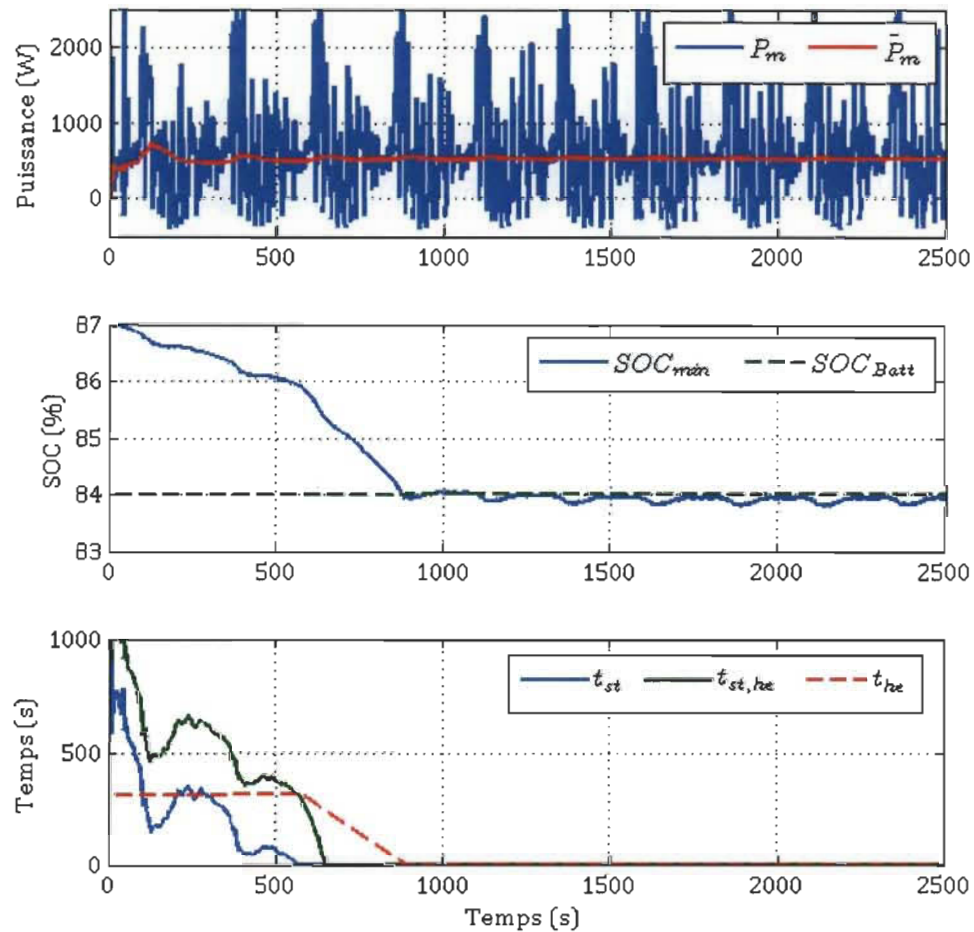 Puissance (W)
2000
1000
0
P_m P̄_m
0 500 1000 1500 2000 2500
SOC (%)
87
86
85
84
83
SOC_min SOC_Batt
0 500 1000 1500 2000 2500
Temps (s)
1000
500
0
t_st t_st,he t_he
0 500 1000 1500 2000 2500
Temps (s)